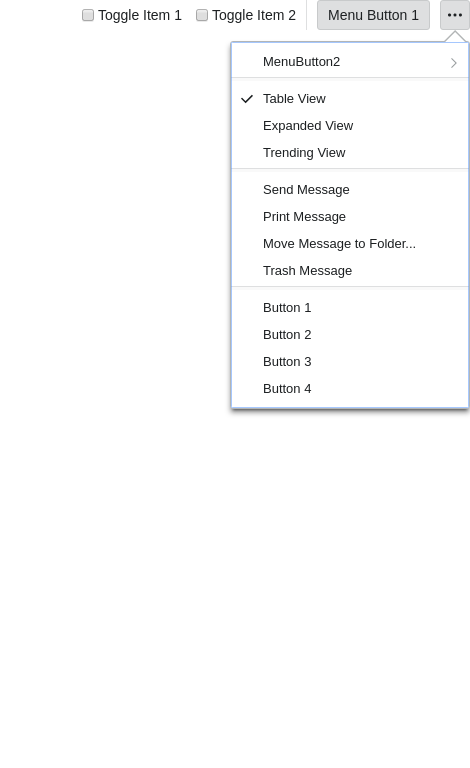 Toggle Item 1 Toggle Item 2 Menu Button 1
MenuButton2
Table View
Expanded View
Trending View
Send Message
Print Message
Move Message to Folder...
Trash Message
Button 1
Button 2
Button 3
Button 4